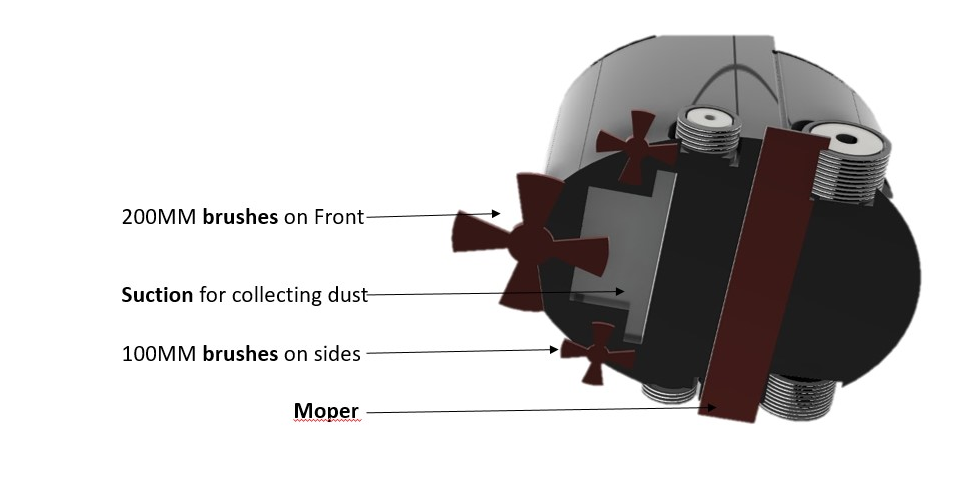 200MM brushes on Front
Suction for collecting dust
100MM brushes on sides
Moper